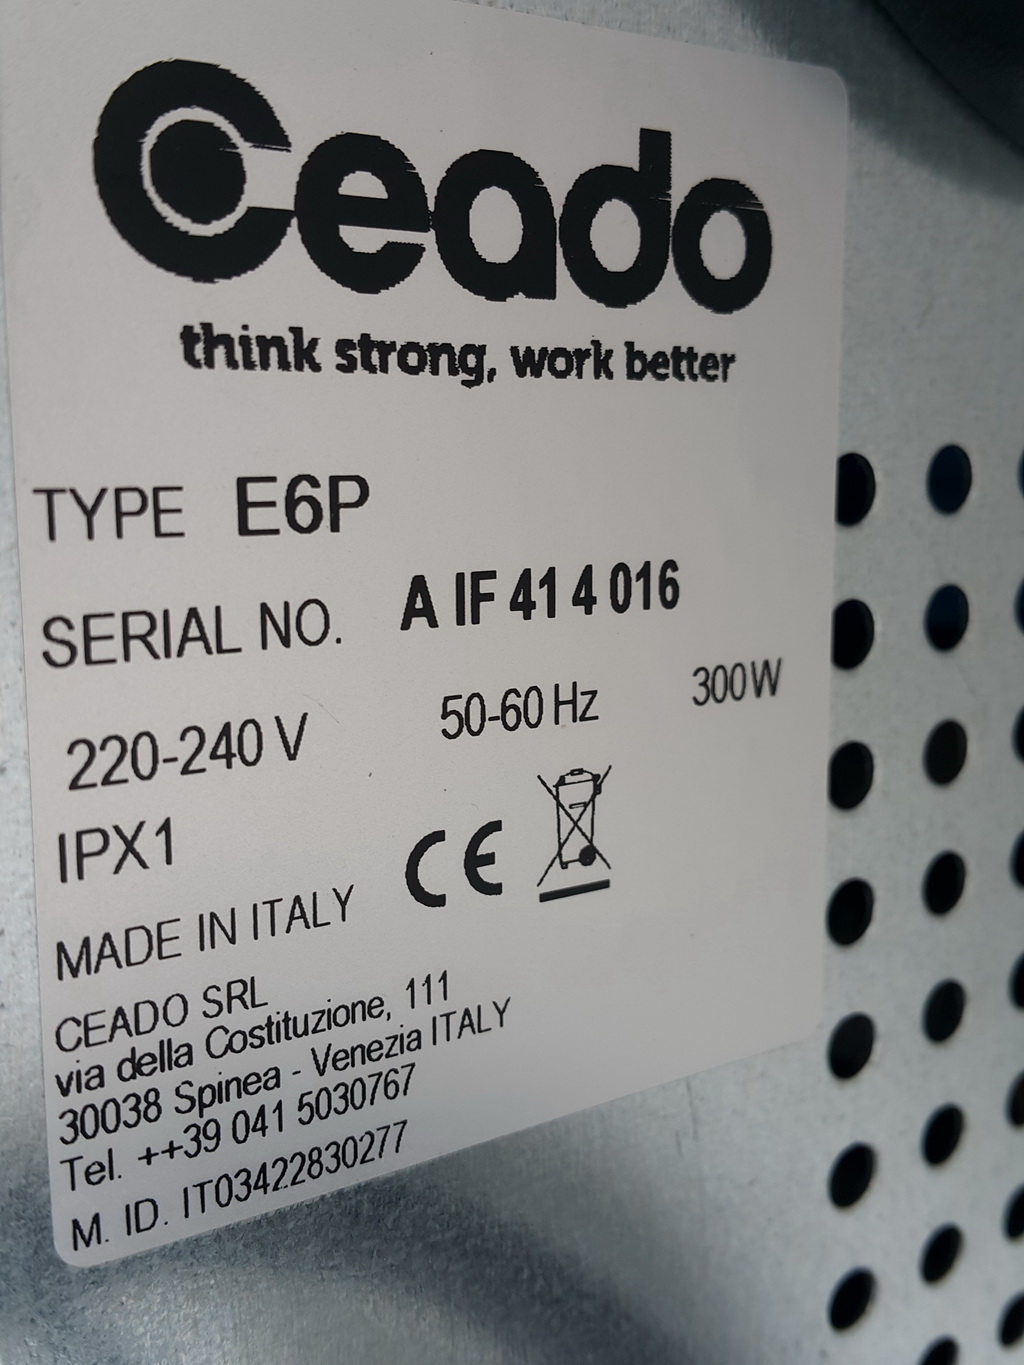 Ceado
think strong, work better
TYPE E6P
SERIAL NO. A IF 41 4 016
220-240 V 50-60 Hz 300W
IPX1
CE
MADE IN ITALY
CEADO SRL
via della Costituzione, 111
30038 Spinea - Venezia ITALY
Tel. ++39 041 5030767
M. ID. IT03422830277